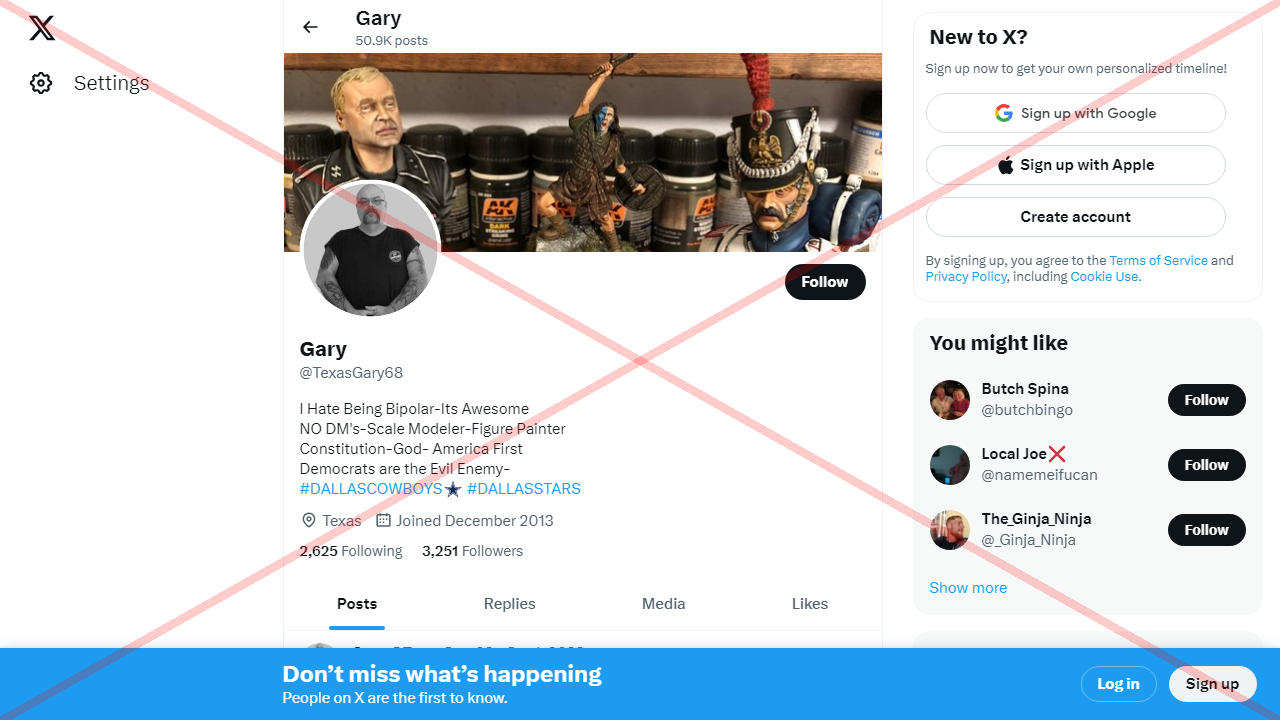 Gary
50.9K posts
Settings
AK
DARK
STREAKING
GRIME
Follow
Gary
@TexasGary68
I Hate Being Bipolar-Its Awesome
NO DM's-Scale Modeler-Figure Painter
Constitution-God- America First
Democrats are the Evil Enemy-
#DALLASCOWBOYS #DALLASSTARS
Texas Joined December 2013
2,625 Following 3,251 Followers
Posts Replies Media Likes
New to X?
Sign up now to get your own personalized timeline!
Sign up with Google
Sign up with Apple
Create account
By signing up, you agree to the Terms of Service and
Privacy Policy, including Cookie Use.
You might like
Butch Spina
@butchbingo
Follow
Local Joe
@namemeifucan
Follow
The_Ginja_Ninja
@_Ginja_Ninja
Follow
Show more
Don’t miss what’s happening
People on X are the first to know.
Log in
Sign up